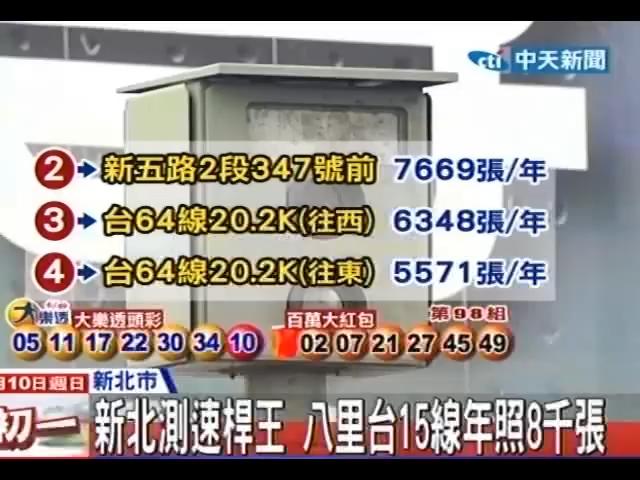 cti 中天新聞
2 新五路2段347號前 7669張/年
3 台64線20.2K(往西) 6348張/年
4 台64線20.2K(往東) 5571張/年
樂透 大樂透頭彩 百萬大紅包 第98組
05 11 17 22 30 34 10 02 07 21 27 45 49
月10日週日 新北市
初一 新北測速桿王 八里台15線年照8千張